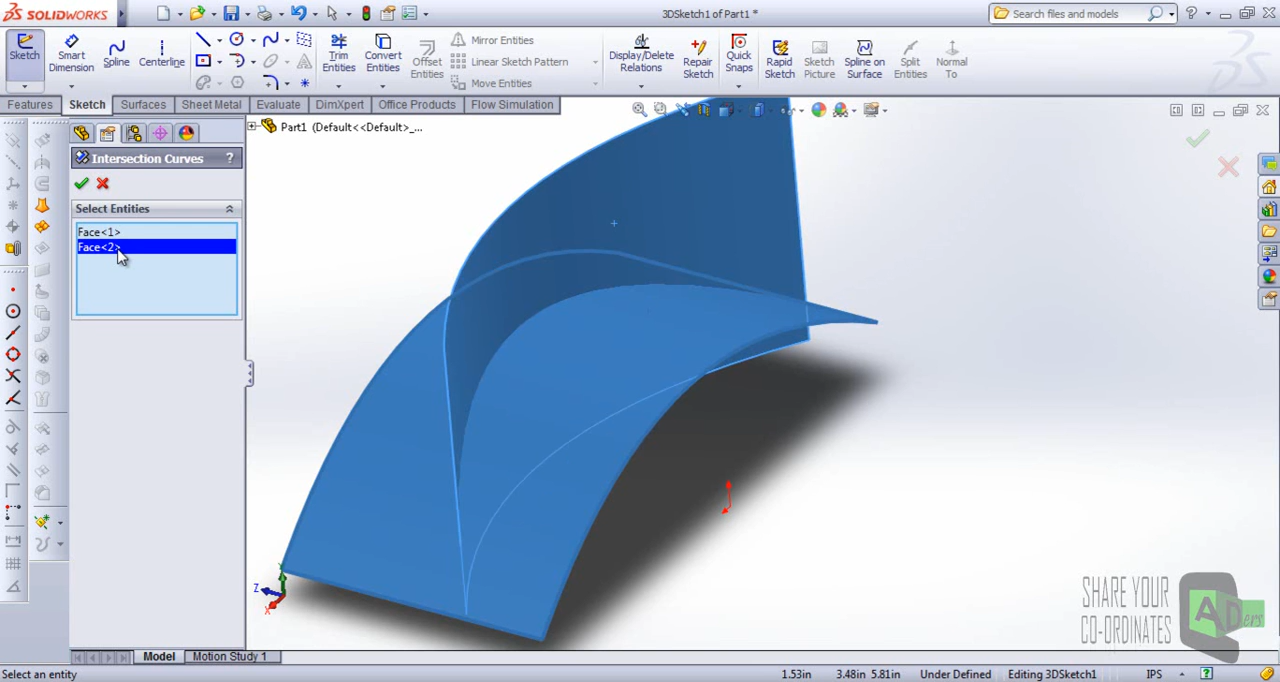 SOLIDWORKS
3DSketch1 of Part1 *
Search files and models
Sketch
Smart Dimension
Spline
Centerline
Trim Entities
Convert Entities
Offset Entities
Mirror Entities
Linear Sketch Pattern
Move Entities
Display/Delete Relations
Repair Sketch
Quick Snaps
Rapid Sketch
Sketch Picture
Spline on Surface
Split Entities
Normal To
Features
Sketch
Surfaces
Sheet Metal
Evaluate
DimXpert
Office Products
Flow Simulation
Part1 (Default<<Default>_...
Intersection Curves ?
Select Entities
Face<1>
Face<2>
Y
Z
X
SHARE YOUR
CO-ORDINATES
ADers
Model
Motion Study 1
Select an entity
1.53in
3.48in 5.81in
Under Defined
Editing 3DSketch1
IPS